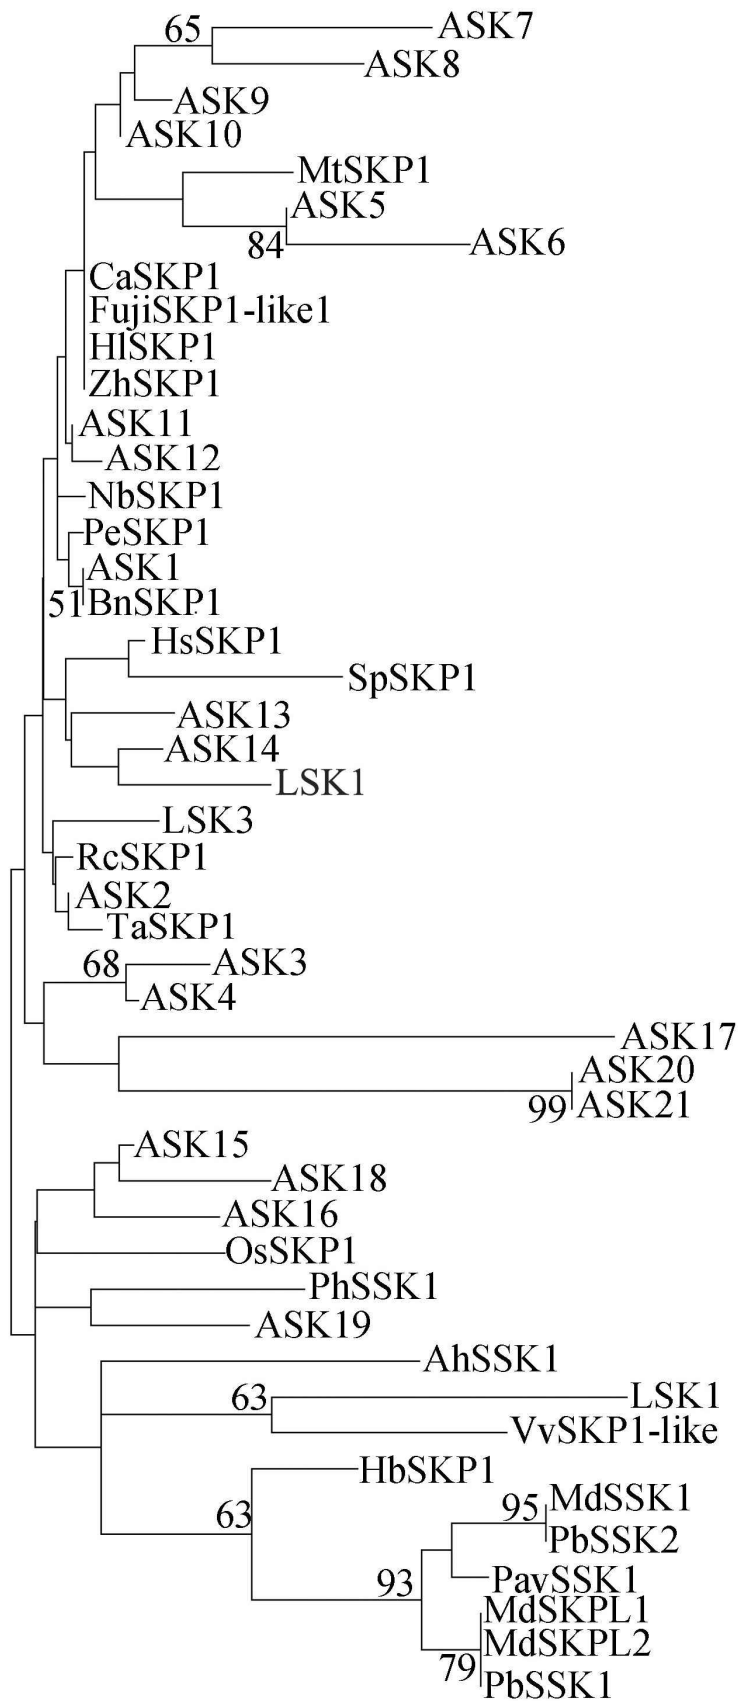 65
ASK7
ASK8
ASK9
ASK10
MtSKP1
ASK5
84
ASK6
CaSKP1
FujiSKP1-like1
HlSKP1
ZhSKP1
ASK11
ASK12
NbSKP1
PeSKP1
ASK1
51
BnSKP1
HsSKP1
SpSKP1
ASK13
ASK14
LSK1
LSK3
RcSKP1
ASK2
TaSKP1
68
ASK3
ASK4
ASK17
ASK20
99
ASK21
ASK15
ASK18
ASK16
OsSKP1
PhSSK1
ASK19
AhSSK1
63
LSK1
VvSKP1-like
HbSKP1
63
95
MdSSK1
PbSSK2
93
PavSSK1
MdSKPL1
MdSKPL2
79
PbSSK1